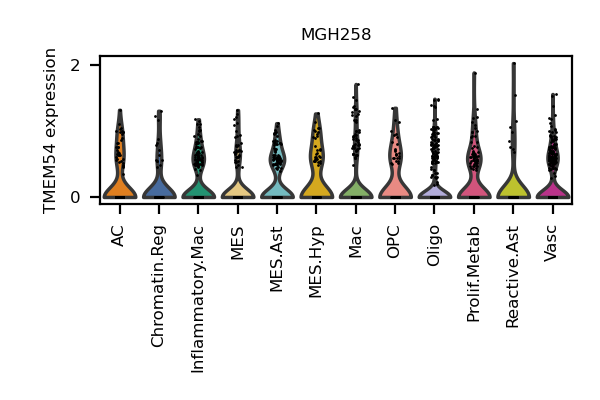 MGH258
TMEM54 expression
2
0
AC
Chromatin.Reg
Inflammatory.Mac
MES
MES.Ast
MES.Hyp
Mac
OPC
Oligo
Prolif.Metab
Reactive.Ast
Vasc